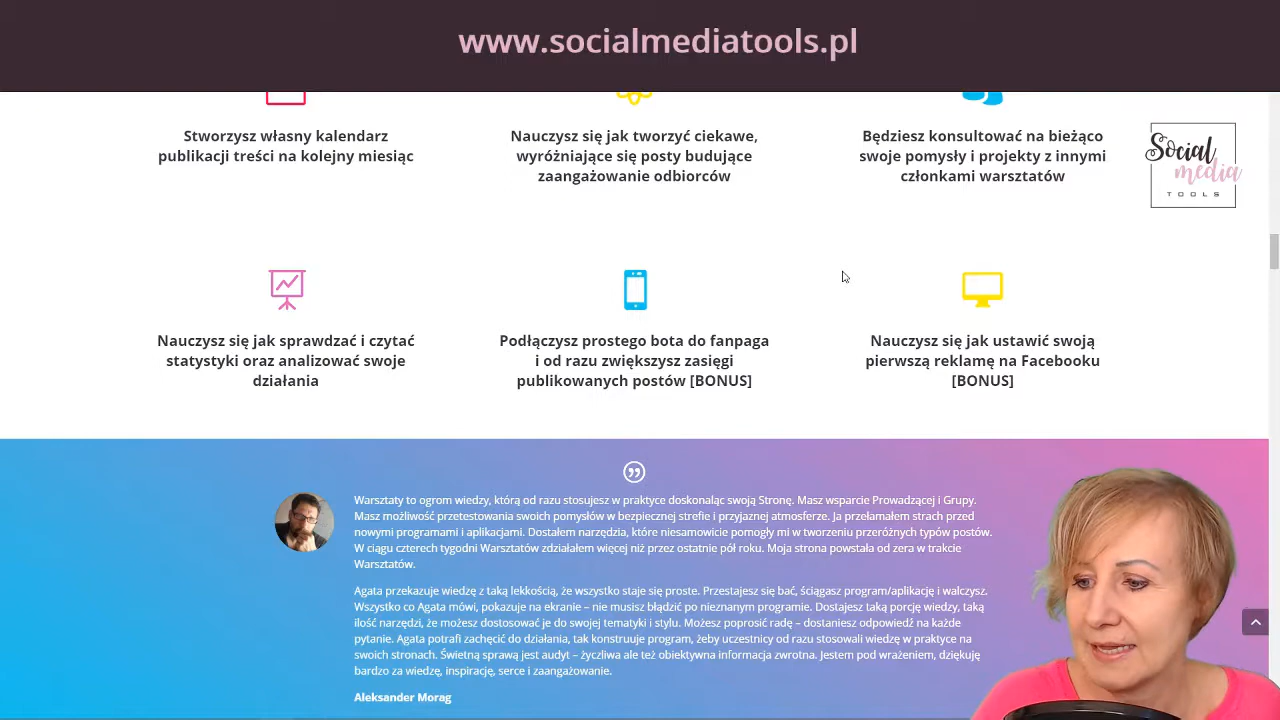 www.socialmediatools.pl
Stworzysz własny kalendarz
publikacji treści na kolejny miesiąc
Nauczysz się jak tworzyć ciekawe,
wyróżniające się posty budujące
zaangażowanie odbiorców
Będziesz konsultować na bieżąco
swoje pomysły i projekty z innymi
członkami warsztatów
Social
media
TOOLS
Nauczysz się jak sprawdzać i czytać
statystyki oraz analizować swoje
działania
Podłączysz prostego bota do fanpaga
i od razu zwiększysz zasięgi
publikowanych postów [BONUS]
Nauczysz się jak ustawić swoją
pierwszą reklamę na Facebooku
[BONUS]
Warsztaty to ogrom wiedzy, którą od razu stosujesz w praktyce doskonaląc swoją Stronę. Masz wsparcie Prowadzącej i Grupy.
Masz możliwość przetestowania swoich pomysłów w bezpiecznej strefie i przyjaznej atmosferze. Ja przełamałem strach przed
nowymi programami i aplikacjami. Dostałem narzędzia, które niesamowicie pomogły mi w tworzeniu przeróżnych typów postów.
W ciągu czterech tygodni Warsztatów zdziałałem więcej niż przez ostatnie pół roku. Moja strona powstała od zera w trakcie
Warsztatów.
Agata przekazuje wiedzę z taką lekkością, że wszystko staje się proste. Przestajesz się bać, ściągasz program/aplikację i walczysz.
Wszystko co Agata mówi, pokazuje na ekranie – nie musisz błądzić po nieznanym programie. Dostajesz taką porcję wiedzy, taką
ilość narzędzi, że możesz dostosować je do swojej tematyki i stylu. Możesz poprosić radę – dostaniesz odpowiedź na każde
pytanie. Agata potrafi zachęcić do działania, tak konstruuje program, żeby uczestnicy od razu stosowali wiedzę w praktyce na
swoich stronach. Świetną sprawą jest audyt – życzliwa ale też obiektywna informacja zwrotna. Jestem pod wrażeniem, dziękuję
bardzo za wiedzę, inspirację, serce i zaangażowanie.
Aleksander Morag